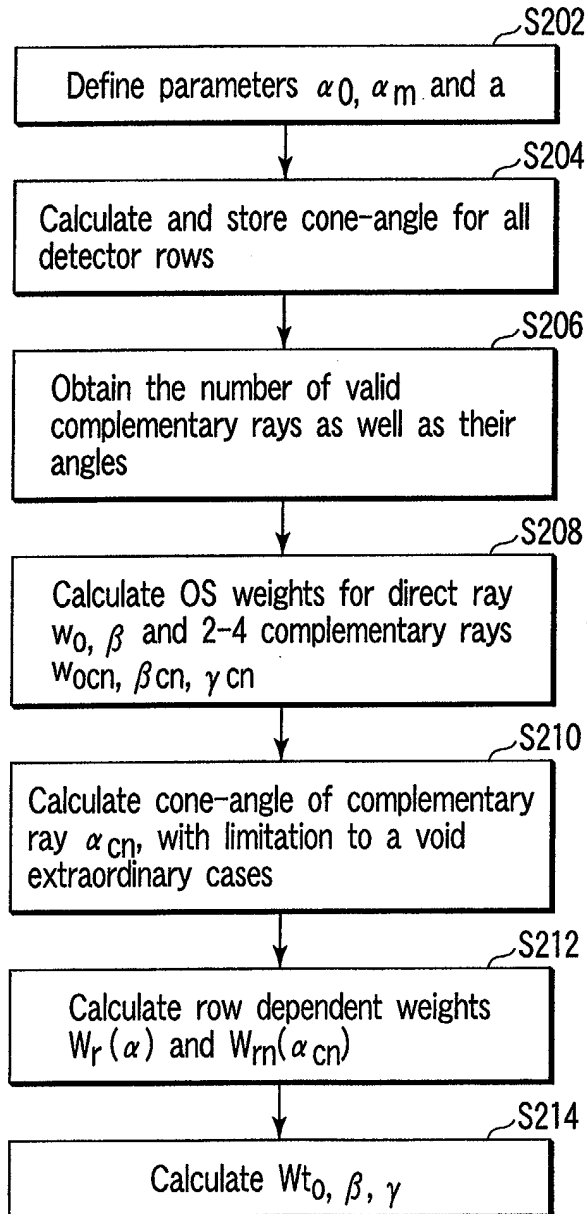 S202
Define parameters α0, αm and a
S204
Calculate and store cone-angle for all
detector rows
S206
Obtain the number of valid
complementary rays as well as their
angles
S208
Calculate OS weights for direct ray
w0, β and 2-4 complementary rays
wocn, βcn, γcn
S210
Calculate cone-angle of complementary
ray αcn, with limitation to a void
extraordinary cases
S212
Calculate row dependent weights
Wr(α) and Wrn(αcn)
S214
Calculate Wt0, β, γ